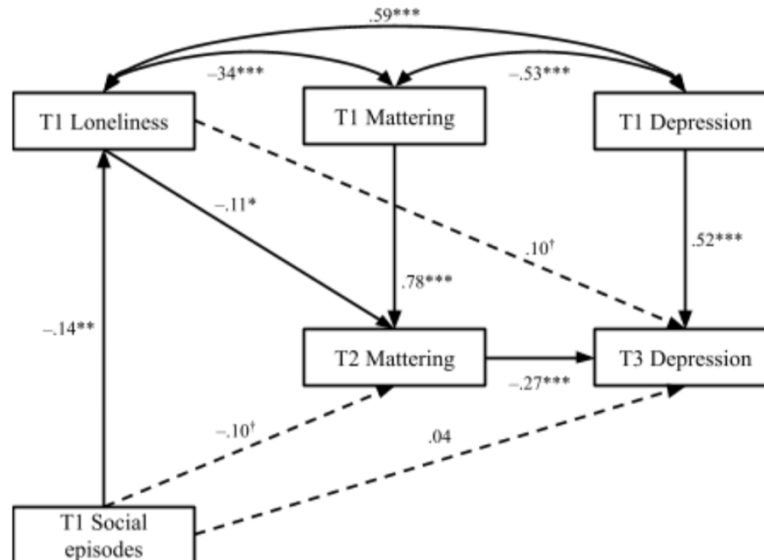 .59***
–34***
–.53***
T1 Loneliness
T1 Mattering
T1 Depression
–.11*
.10†
.52***
.78***
–.14**
T2 Mattering
T3 Depression
–.27***
–.10†
.04
T1 Social
episodes